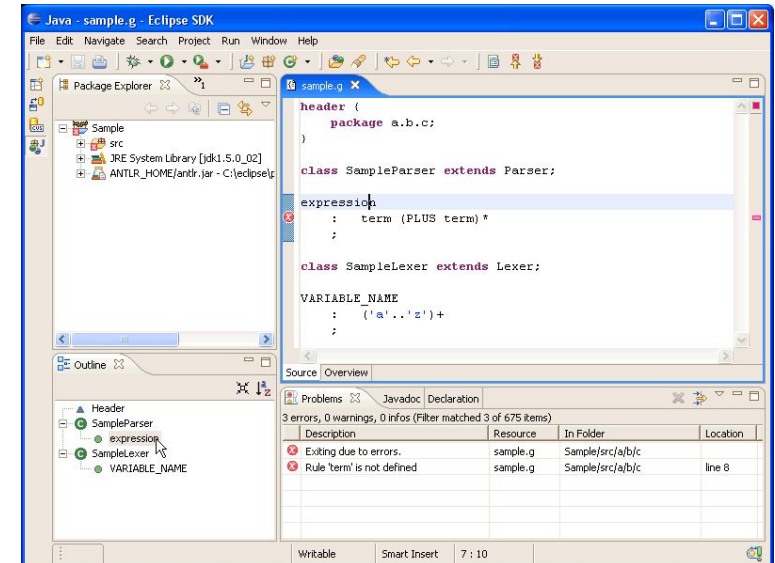 Java - sample.g - Eclipse SDK
File Edit Navigate Search Project Run Window Help
Package Explorer
»1
sample.g
Sample
src
JRE System Library [jdk1.5.0_02]
ANTLR_HOME/antlr.jar - C:\eclipse\p
header {
package a.b.c;
}
class SampleParser extends Parser;
expression
: term (PLUS term)*
;
class SampleLexer extends Lexer;
VARIABLE_NAME
: ('a'..'z')+
;
Source Overview
Outline
Header
SampleParser
expression
SampleLexer
VARIABLE_NAME
Problems Javadoc Declaration
3 errors, 0 warnings, 0 infos (Filter matched 3 of 675 items)
Description Resource In Folder Location
Exiting due to errors. sample.g Sample/src/a/b/c
Rule 'term' is not defined sample.g Sample/src/a/b/c line 8
Writable Smart Insert 7 : 10